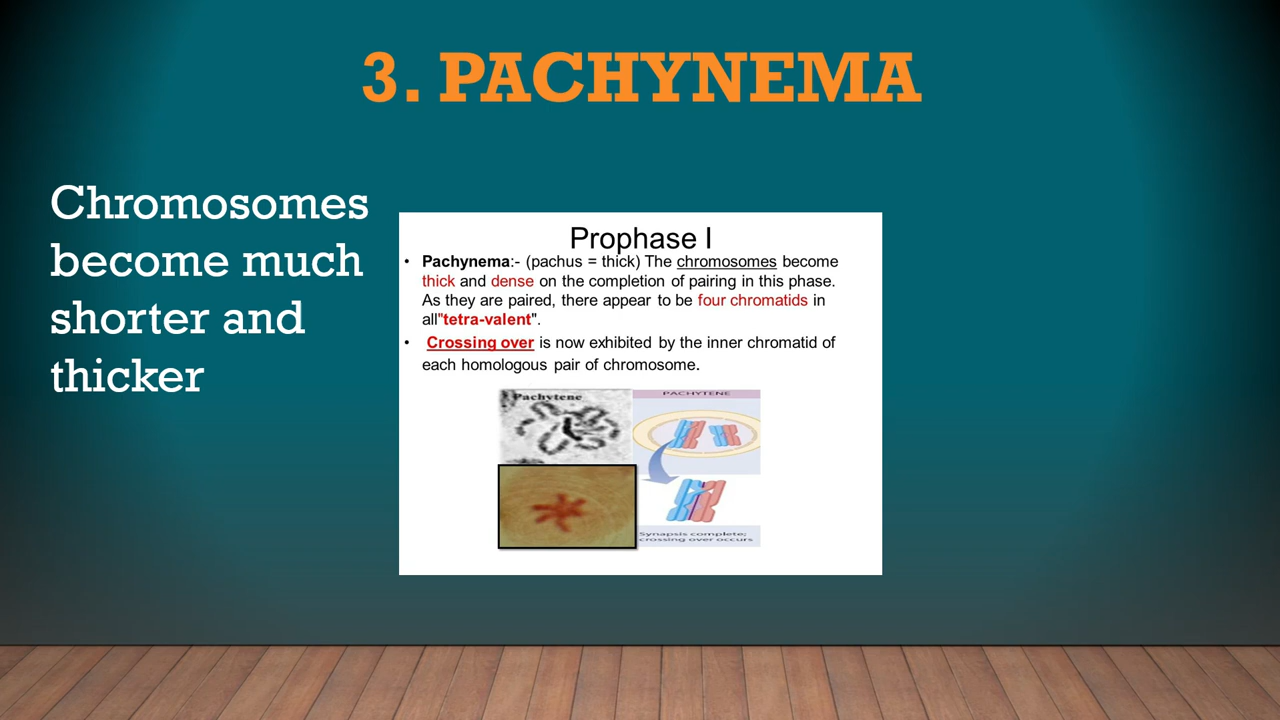 3. PACHYNEMA
Chromosomes
become much
shorter and
thicker
Prophase I
• Pachynema:- (pachus = thick) The chromosomes become
thick and dense on the completion of pairing in this phase.
As they are paired, there appear to be four chromatids in
all"tetra-valent".
• Crossing over is now exhibited by the inner chromatid of
each homologous pair of chromosome.
Pachytene
PACHYTENE
Synapsis complete;
crossing over occurs